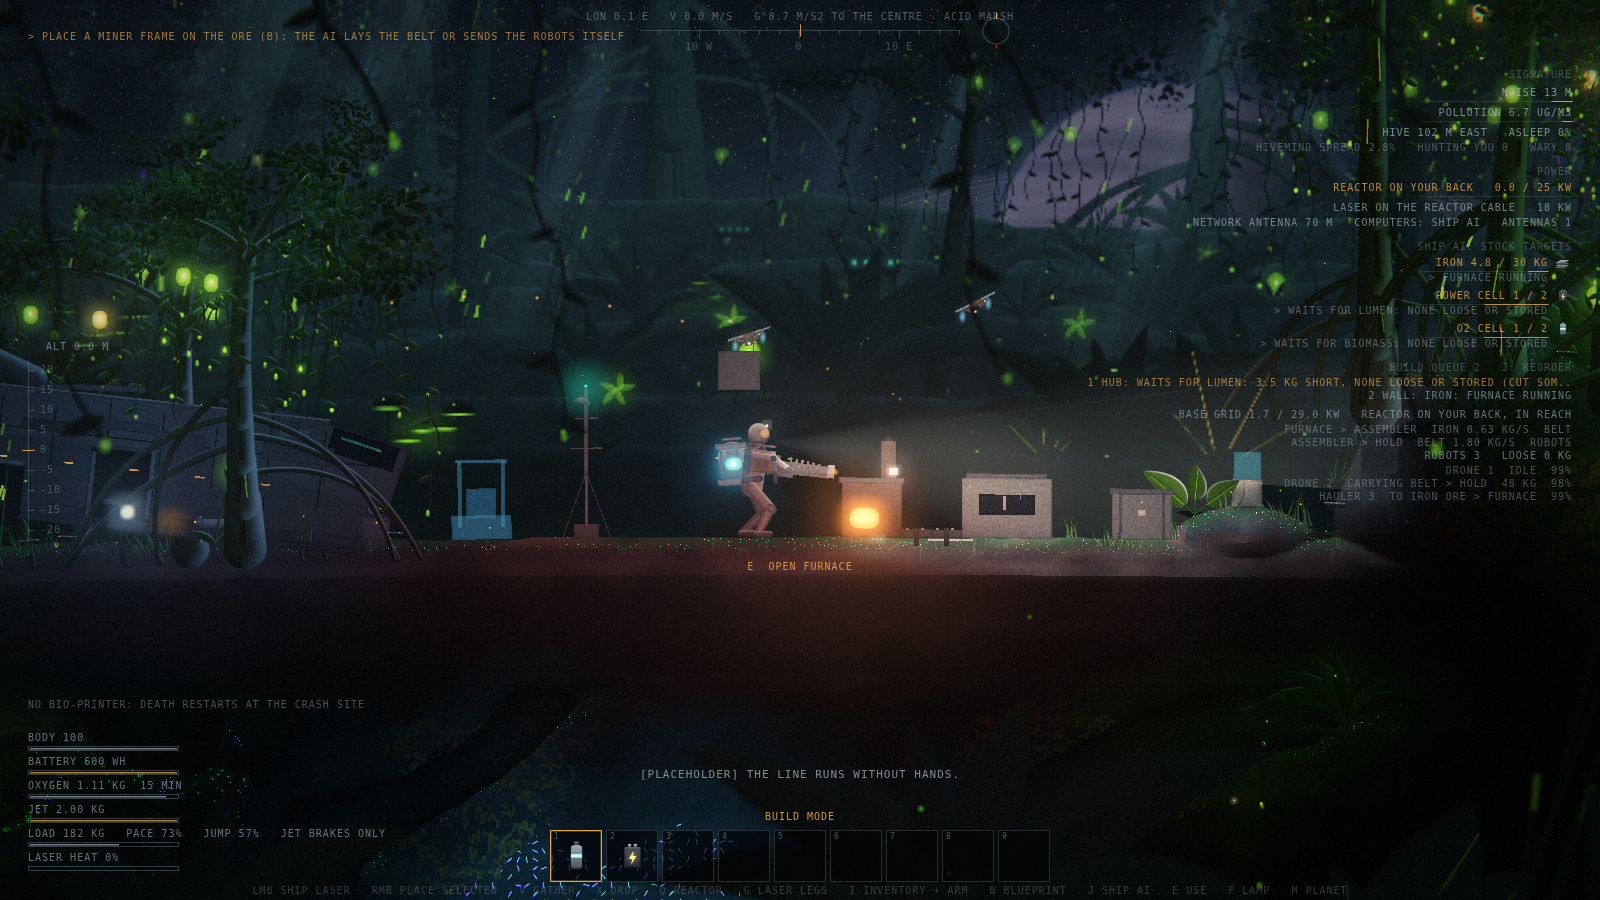 LON 0.1 E   V 0.0 M/S   G 8.7 M/S2 TO THE CENTRE   ACID MARSH
> PLACE A MINER FRAME ON THE ORE (B): THE AI LAYS THE BELT OR SENDS THE ROBOTS ITSELF
10 W   0   10 E
SIGNATURE
NOISE 13 M
POLLUTION 6.7 UG/M3
HIVE 102 M EAST   ASLEEP 0%
HIVEMIND SPREAD 2.8%   HUNTING YOU 0   WARY 0
POWER
REACTOR ON YOUR BACK   0.0 / 25 KW
LASER ON THE REACTOR CABLE   18 KW
NETWORK ANTENNA 70 M   COMPUTERS: SHIP AI   ANTENNAS 1
SHIP AI: STOCK TARGETS
IRON 4.8 / 30 KG
> FURNACE RUNNING
POWER CELL 1 / 2
> WAITS FOR LUMEN: NONE LOOSE OR STORED
O2 CELL 1 / 2
> WAITS FOR BIOMASS: NONE LOOSE OR STORED
BUILD QUEUE 2   J: REORDER
1 HUB: WAITS FOR LUMEN: 3.5 KG SHORT, NONE LOOSE OR STORED (CUT SOM..
2 WALL: IRON: FURNACE RUNNING
BASE GRID 1.7 / 29.0 KW   REACTOR ON YOUR BACK, IN REACH
FURNACE > ASSEMBLER   IRON 0.63 KG/S   BELT
ASSEMBLER > HOLD   BELT 1.80 KG/S   ROBOTS
ROBOTS 3   LOOSE 0 KG
DRONE 1   IDLE   99%
DRONE 2   CARRYING BELT > HOLD   48 KG   98%
HAULER 3   TO IRON ORE > FURNACE   99%
ALT 0.0 M
20
15
10
5
0
-5
-10
-15
-20
E   OPEN FURNACE
NO BIO-PRINTER: DEATH RESTARTS AT THE CRASH SITE
BODY 100
BATTERY 600 WH
OXYGEN 1.11 KG   15 MIN
JET 2.00 KG
LOAD 182 KG   PACE 73%   JUMP 57%   JET BRAKES ONLY
LASER HEAT 0%
[PLACEHOLDER] THE LINE RUNS WITHOUT HANDS.
BUILD MODE
1 2 3 4 5 6 7 8 9
LMB SHIP LASER   RMB PLACE SELECTED   V GATHER   DROP   Q REACTOR   G LASER LEGS   I INVENTORY + ARM   B BLUEPRINT   J SHIP AI   E USE   F LAMP   M PLANET